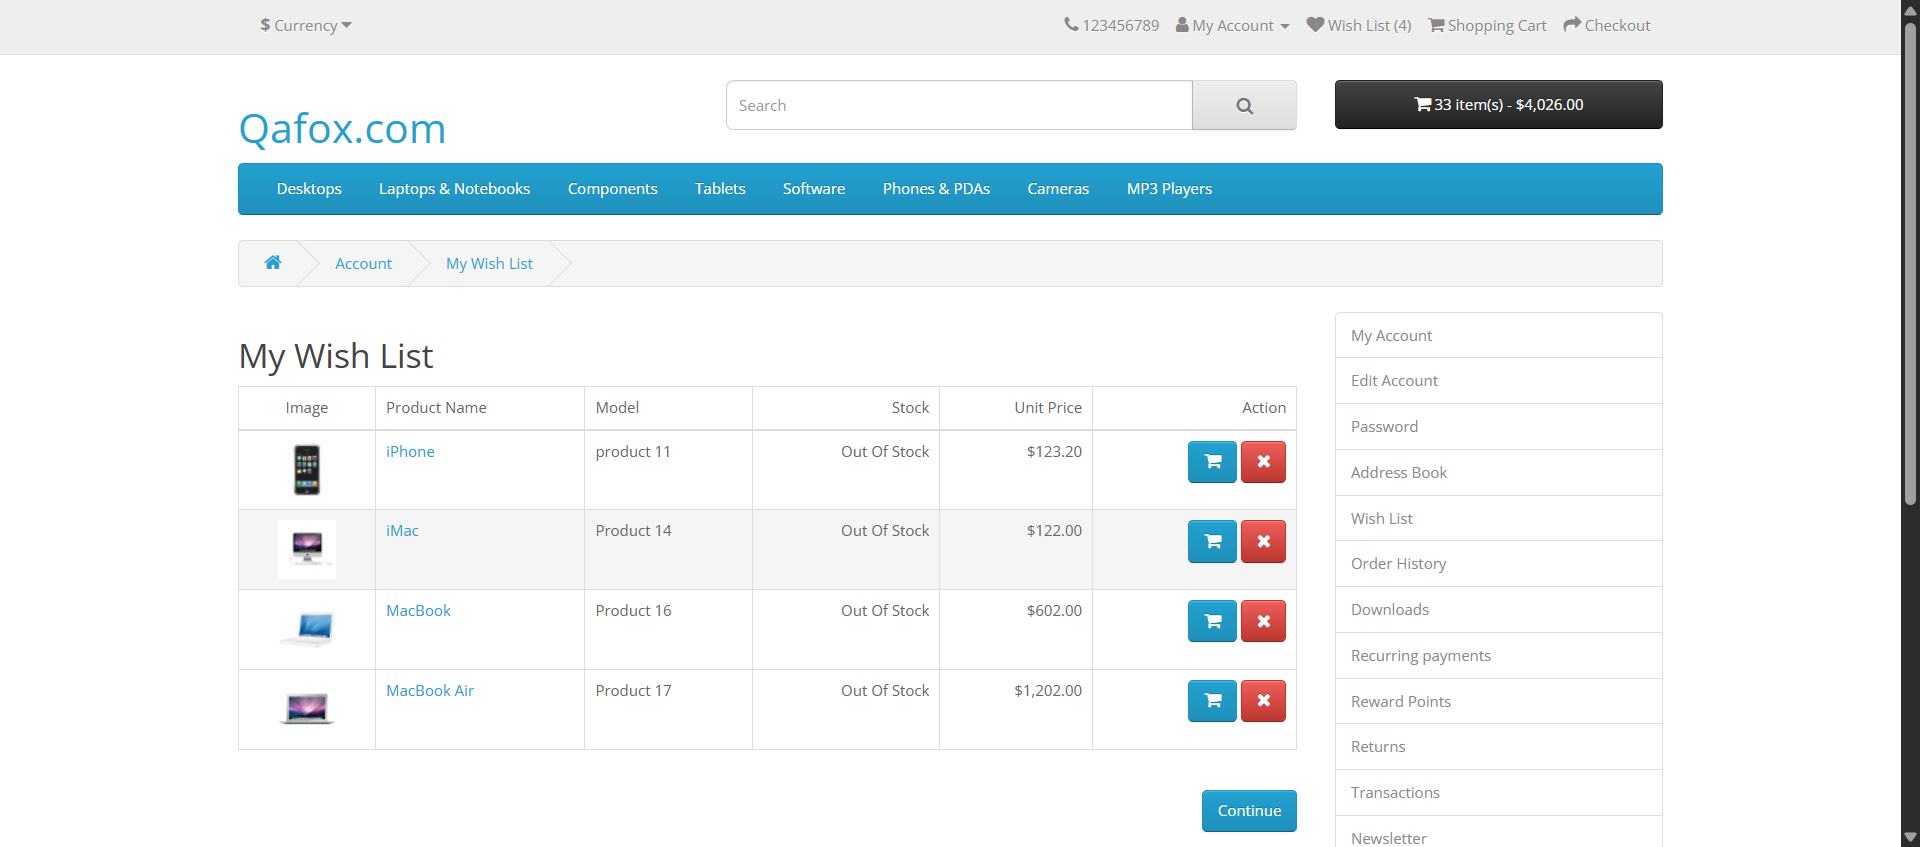 $ Currency
123456789 My Account Wish List (4) Shopping Cart Checkout
Qafox.com
Search
33 item(s) - $4,026.00
Desktops Laptops & Notebooks Components Tablets Software Phones & PDAs Cameras MP3 Players
Account My Wish List
My Wish List
Image Product Name Model Stock Unit Price Action
iPhone product 11 Out Of Stock $123.20
iMac Product 14 Out Of Stock $122.00
MacBook Product 16 Out Of Stock $602.00
MacBook Air Product 17 Out Of Stock $1,202.00
Continue
My Account
Edit Account
Password
Address Book
Wish List
Order History
Downloads
Recurring payments
Reward Points
Returns
Transactions
Newsletter